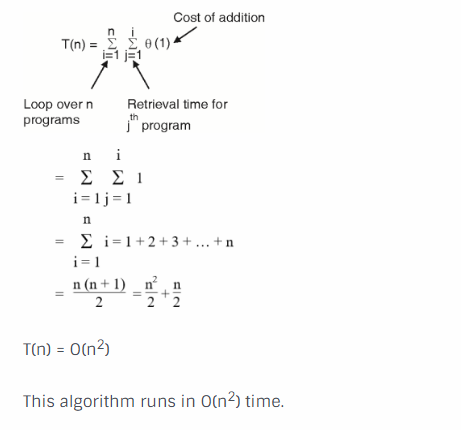 Cost of addition
T(n) = n Σ i=1 i Σ j=1 θ (1)
Loop over n programs
Retrieval time for jth program
= n Σ i = 1 i Σ j = 1 1
= n Σ i = 1 i = 1 + 2 + 3 + ... + n
= n (n + 1) / 2 = n² / 2 + n / 2
T(n) = O(n²)
This algorithm runs in O(n²) time.